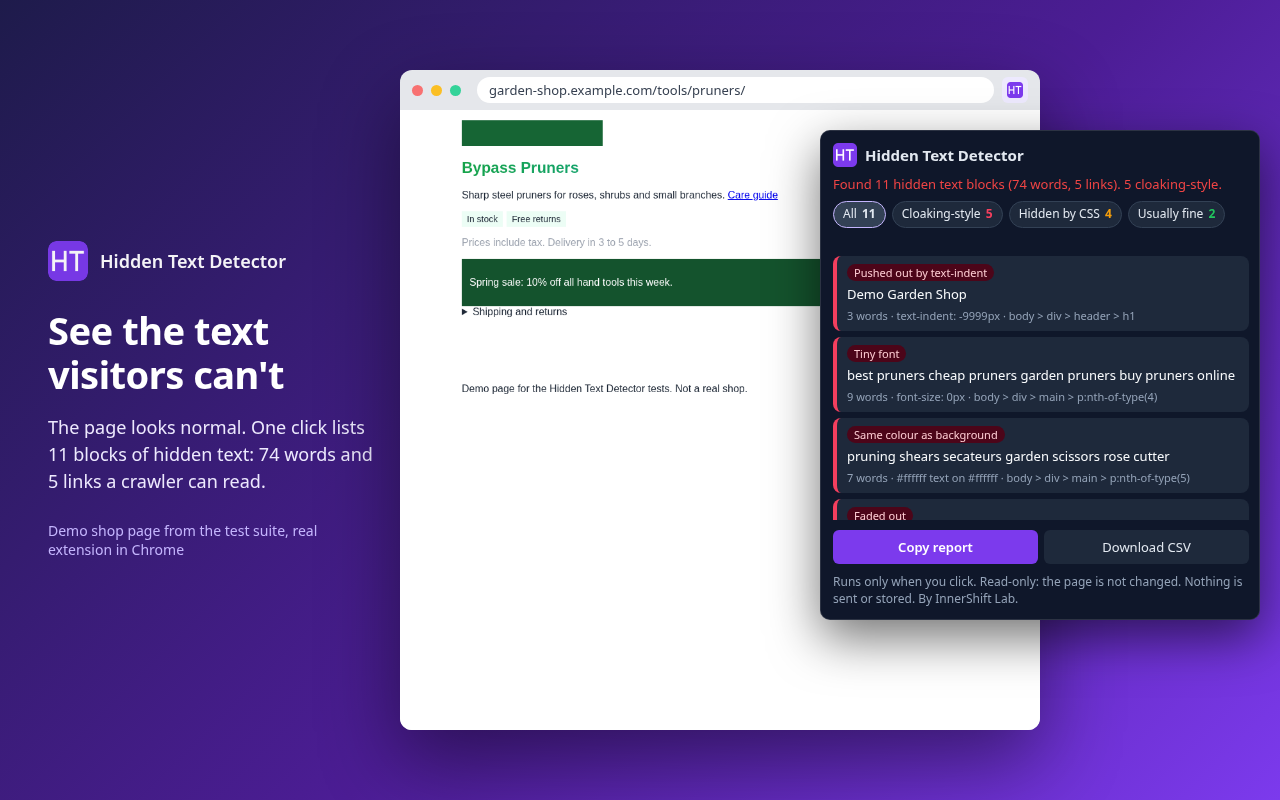 HT Hidden Text Detector
See the text
visitors can't
The page looks normal. One click lists
11 blocks of hidden text: 74 words and
5 links a crawler can read.
Demo shop page from the test suite, real
extension in Chrome
garden-shop.example.com/tools/pruners/
HT
Bypass Pruners
Sharp steel pruners for roses, shrubs and small branches. Care guide
In stock Free returns
Prices include tax. Delivery in 3 to 5 days.
Spring sale: 10% off all hand tools this week.
Shipping and returns
Demo page for the Hidden Text Detector tests. Not a real shop.
HT Hidden Text Detector
Found 11 hidden text blocks (74 words, 5 links). 5 cloaking-style.
All 11 Cloaking-style 5 Hidden by CSS 4 Usually fine 2
Pushed out by text-indent
Demo Garden Shop
3 words · text-indent: -9999px · body > div > header > h1
Tiny font
best pruners cheap pruners garden pruners buy pruners online
9 words · font-size: 0px · body > div > main > p:nth-of-type(4)
Same colour as background
pruning shears secateurs garden scissors rose cutter
7 words · #ffffff text on #ffffff · body > div > main > p:nth-of-type(5)
Faded out
Copy report Download CSV
Runs only when you click. Read-only: the page is not changed. Nothing is
sent or stored. By InnerShift Lab.